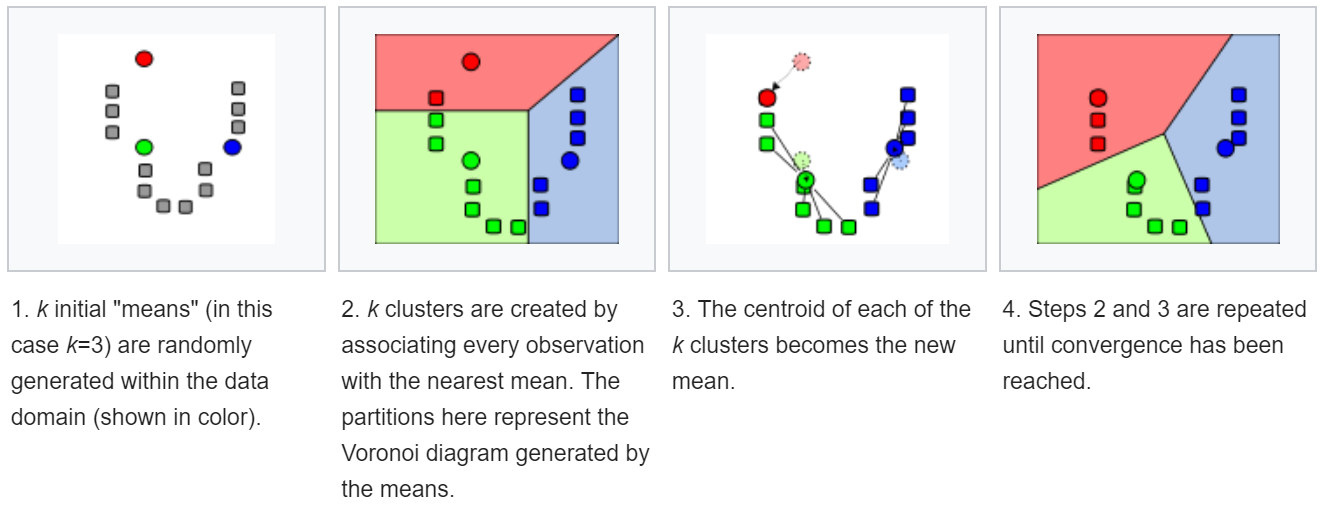 1. k initial "means" (in this
case k=3) are randomly
generated within the data
domain (shown in color).
2. k clusters are created by
associating every observation
with the nearest mean. The
partitions here represent the
Voronoi diagram generated by
the means.
3. The centroid of each of the
k clusters becomes the new
mean.
4. Steps 2 and 3 are repeated
until convergence has been
reached.